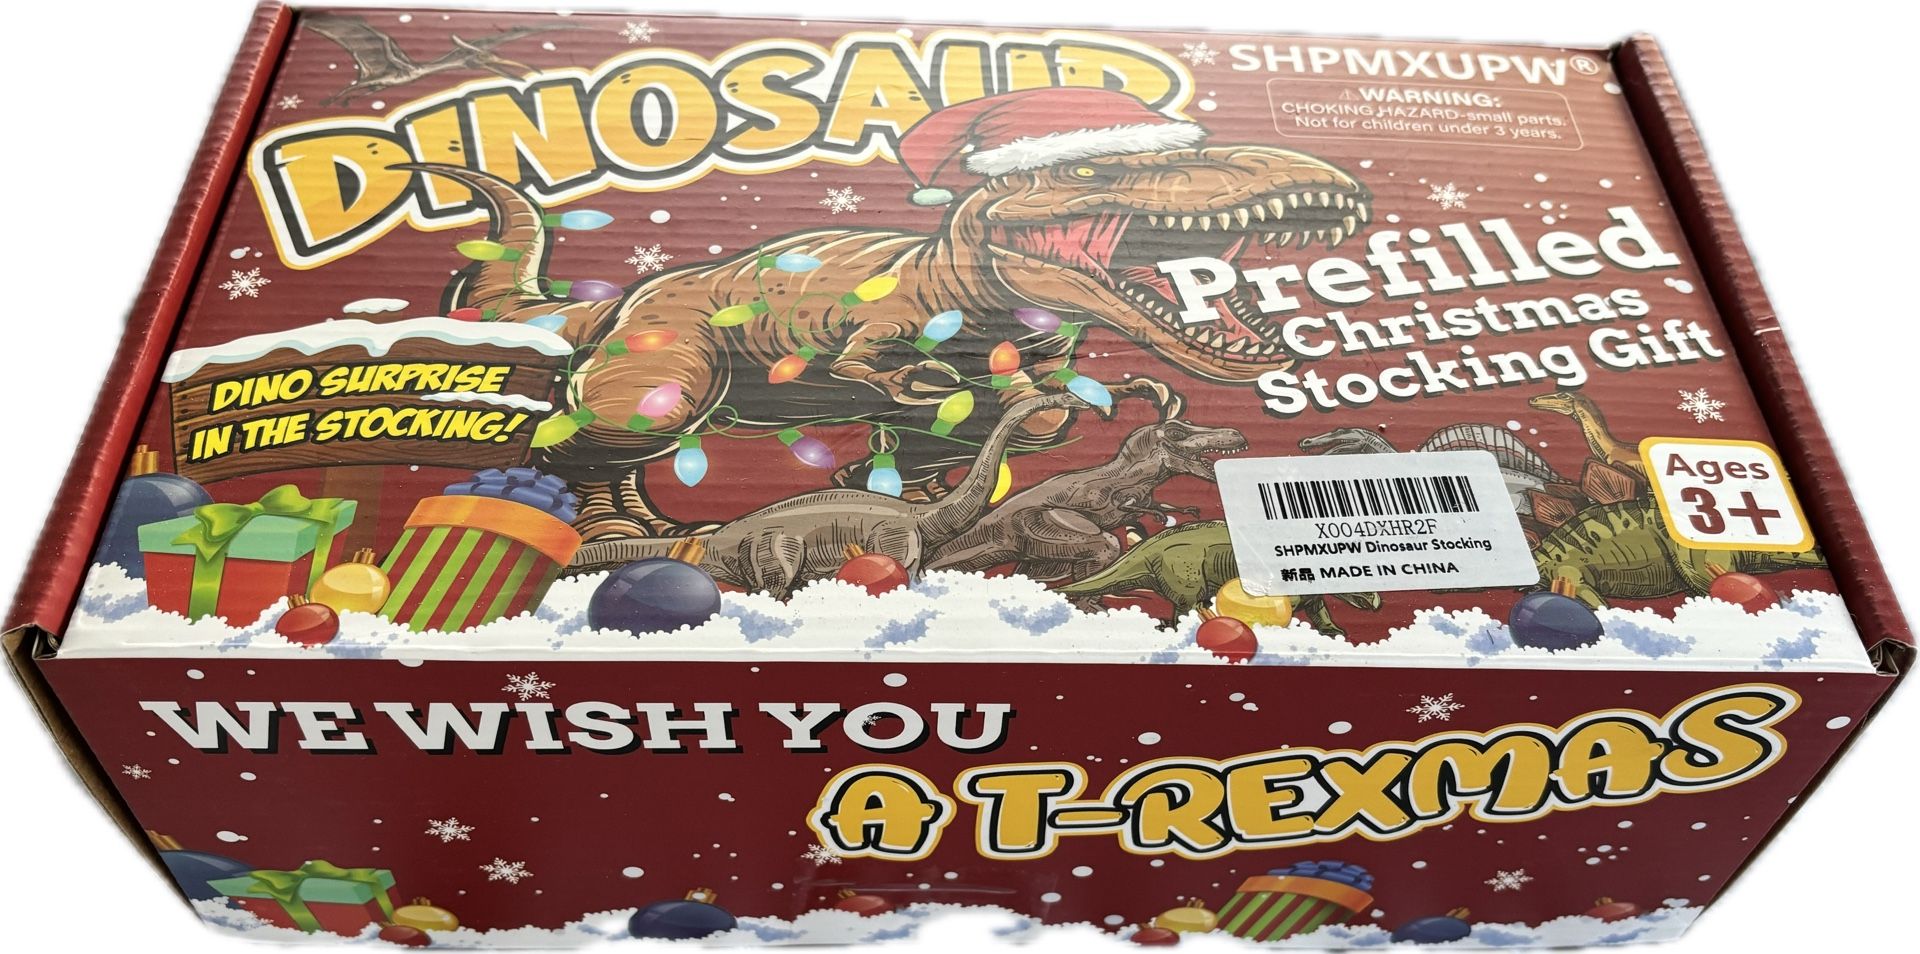 DINOSAUR
SHPMXUPW®
⚠WARNING:
CHOKING HAZARD-small parts.
Not for children under 3 years.
Prefilled
Christmas
Stocking Gift
DINO SURPRISE
IN THE STOCKING!
Ages
3+
X004DXHR2F
SHPMXUPW Dinosaur Stocking
新品 MADE IN CHINA
WE WISH YOU
A T-REXMAS